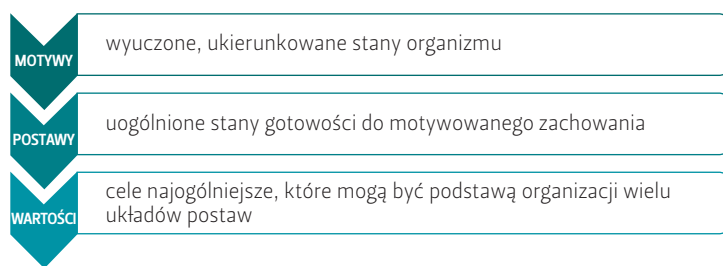 MOTYWY
wyuczone, ukierunkowane stany organizmu
POSTAWY
uogólnione stany gotowości do motywowanego zachowania
WARTOŚCI
cele najogólniejsze, które mogą być podstawą organizacji wielu
układów postaw